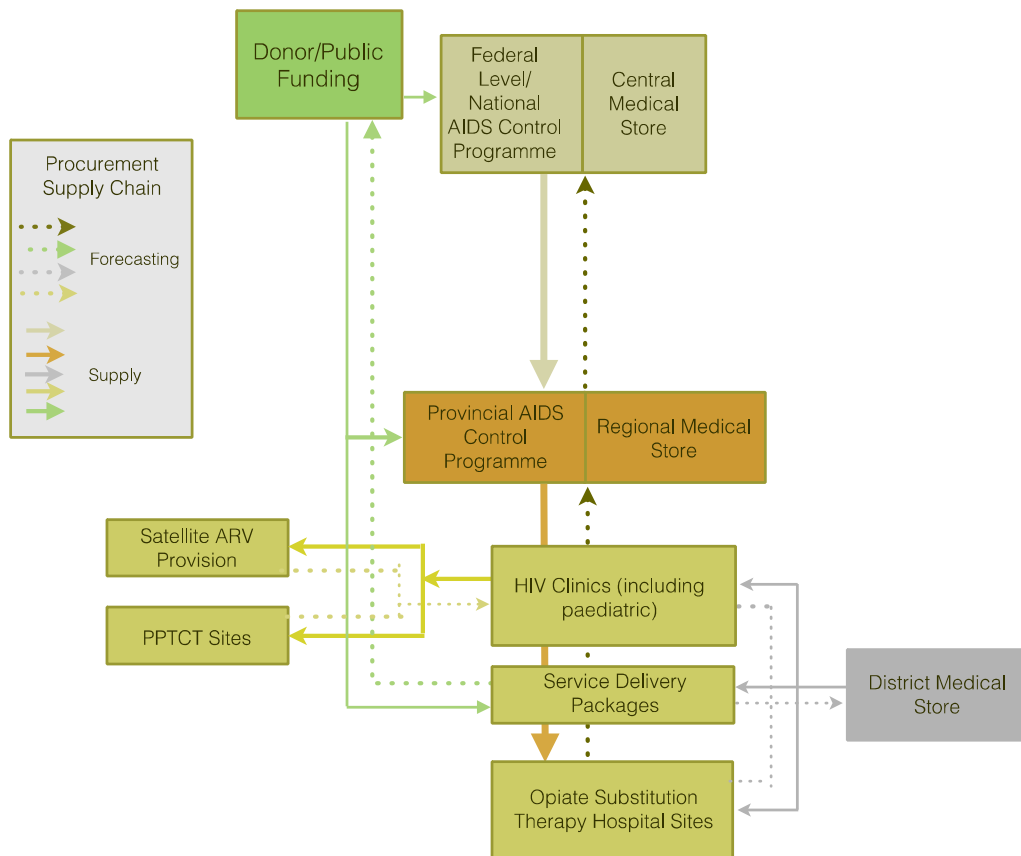 Donor/Public
Funding
Federal
Level/
National
AIDS Control
Programme
Central
Medical
Store
Procurement
Supply Chain
Forecasting
Supply
Provincial AIDS
Control
Programme
Regional Medical
Store
Satellite ARV
Provision
HIV Clinics (including
paediatric)
PPTCT Sites
Service Delivery
Packages
District Medical
Store
Opiate Substitution
Therapy Hospital Sites